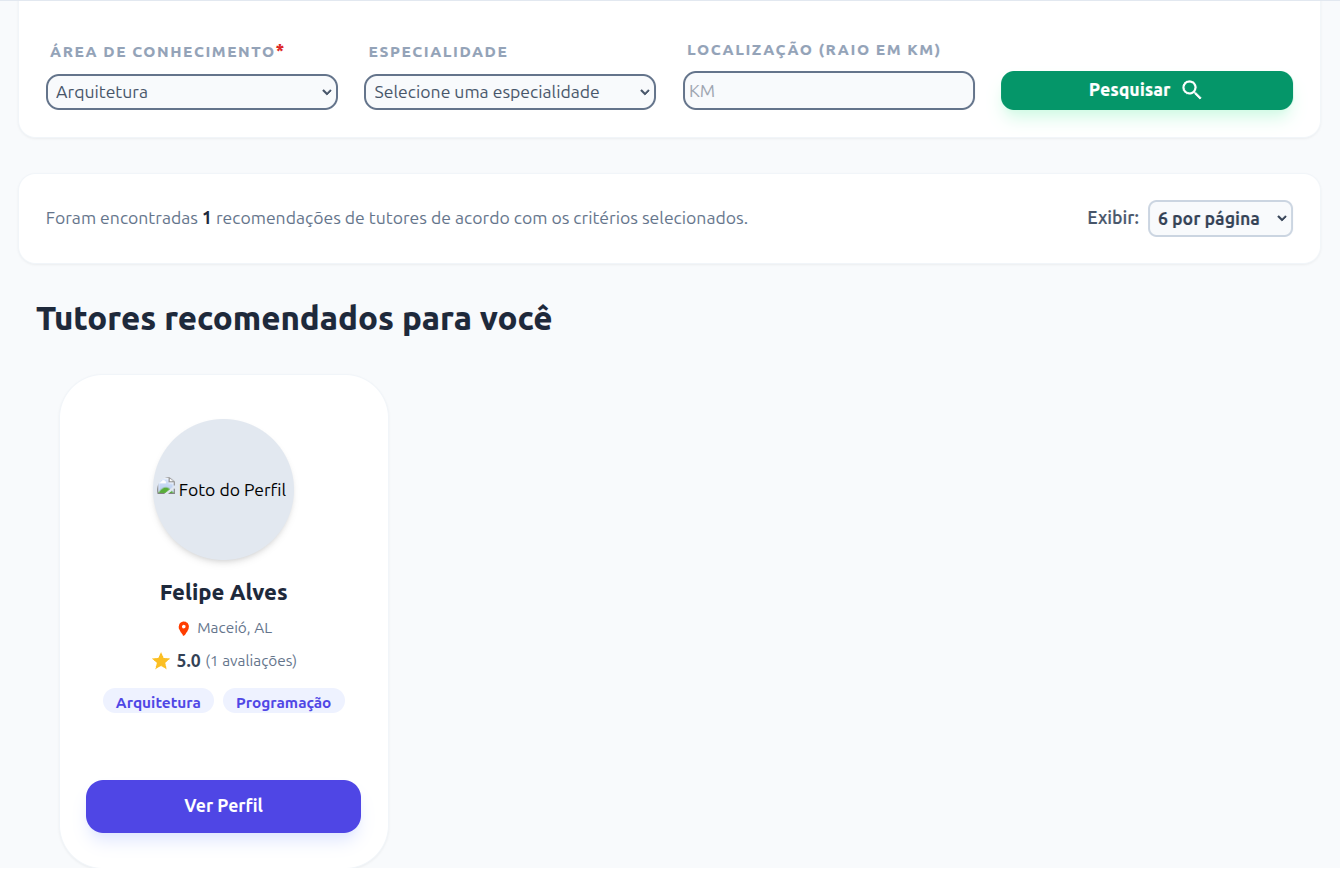 ÁREA DE CONHECIMENTO*
ESPECIALIDADE
LOCALIZAÇÃO (RAIO EM KM)
Arquitetura
Selecione uma especialidade
KM
Pesquisar
Foram encontradas 1 recomendações de tutores de acordo com os critérios selecionados.
Exibir:
6 por página
Tutores recomendados para você
Foto do Perfil
Felipe Alves
Maceió, AL
5.0 (1 avaliações)
Arquitetura
Programação
Ver Perfil